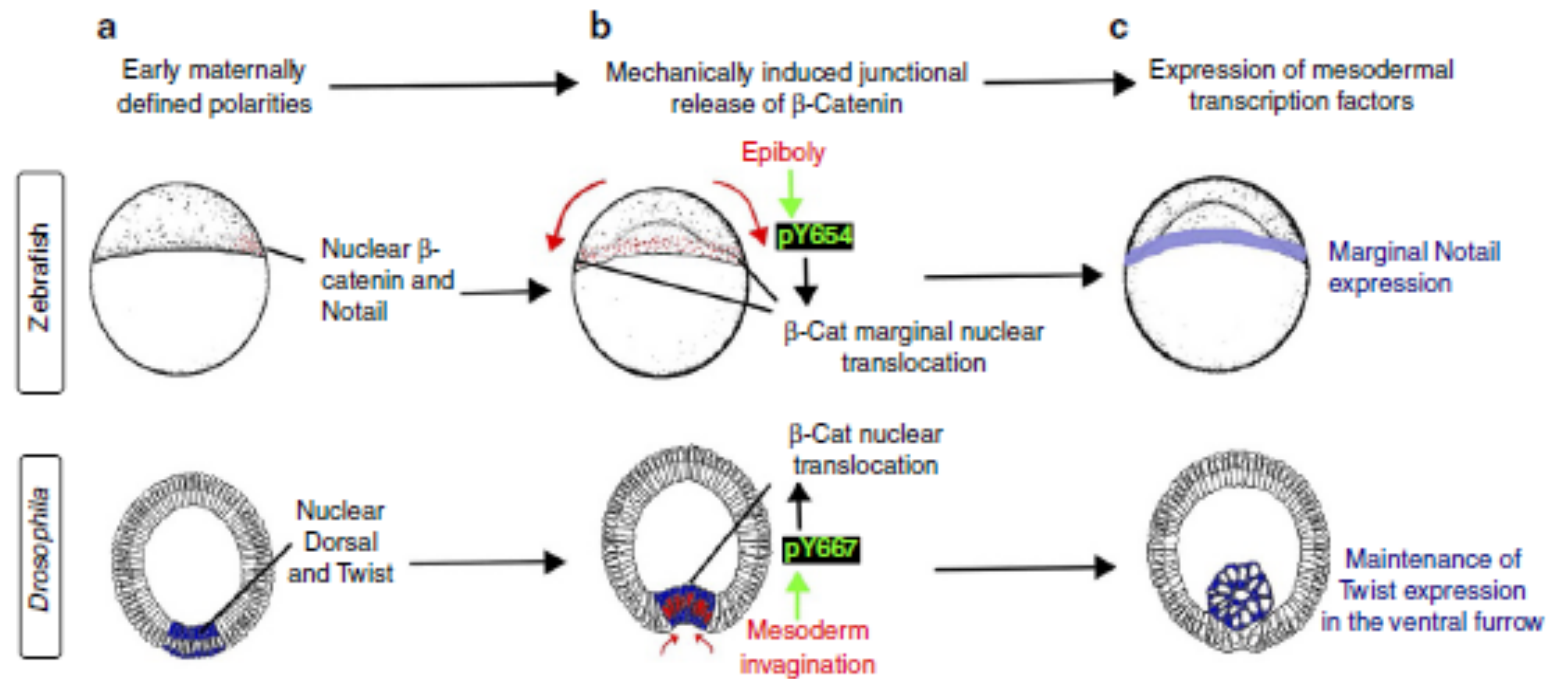 a
Early maternally
defined polarities
b
Mechanically induced junctional
release of β-Catenin
c
Expression of mesodermal
transcription factors
Zebrafish
Nuclear β-
catenin and
Notail
Epiboly
pY654
β-Cat marginal nuclear
translocation
Marginal Notail
expression
Drosophila
Nuclear
Dorsal
and Twist
β-Cat nuclear
translocation
pY667
Mesoderm
invagination
Maintenance of
Twist expression
in the ventral furrow